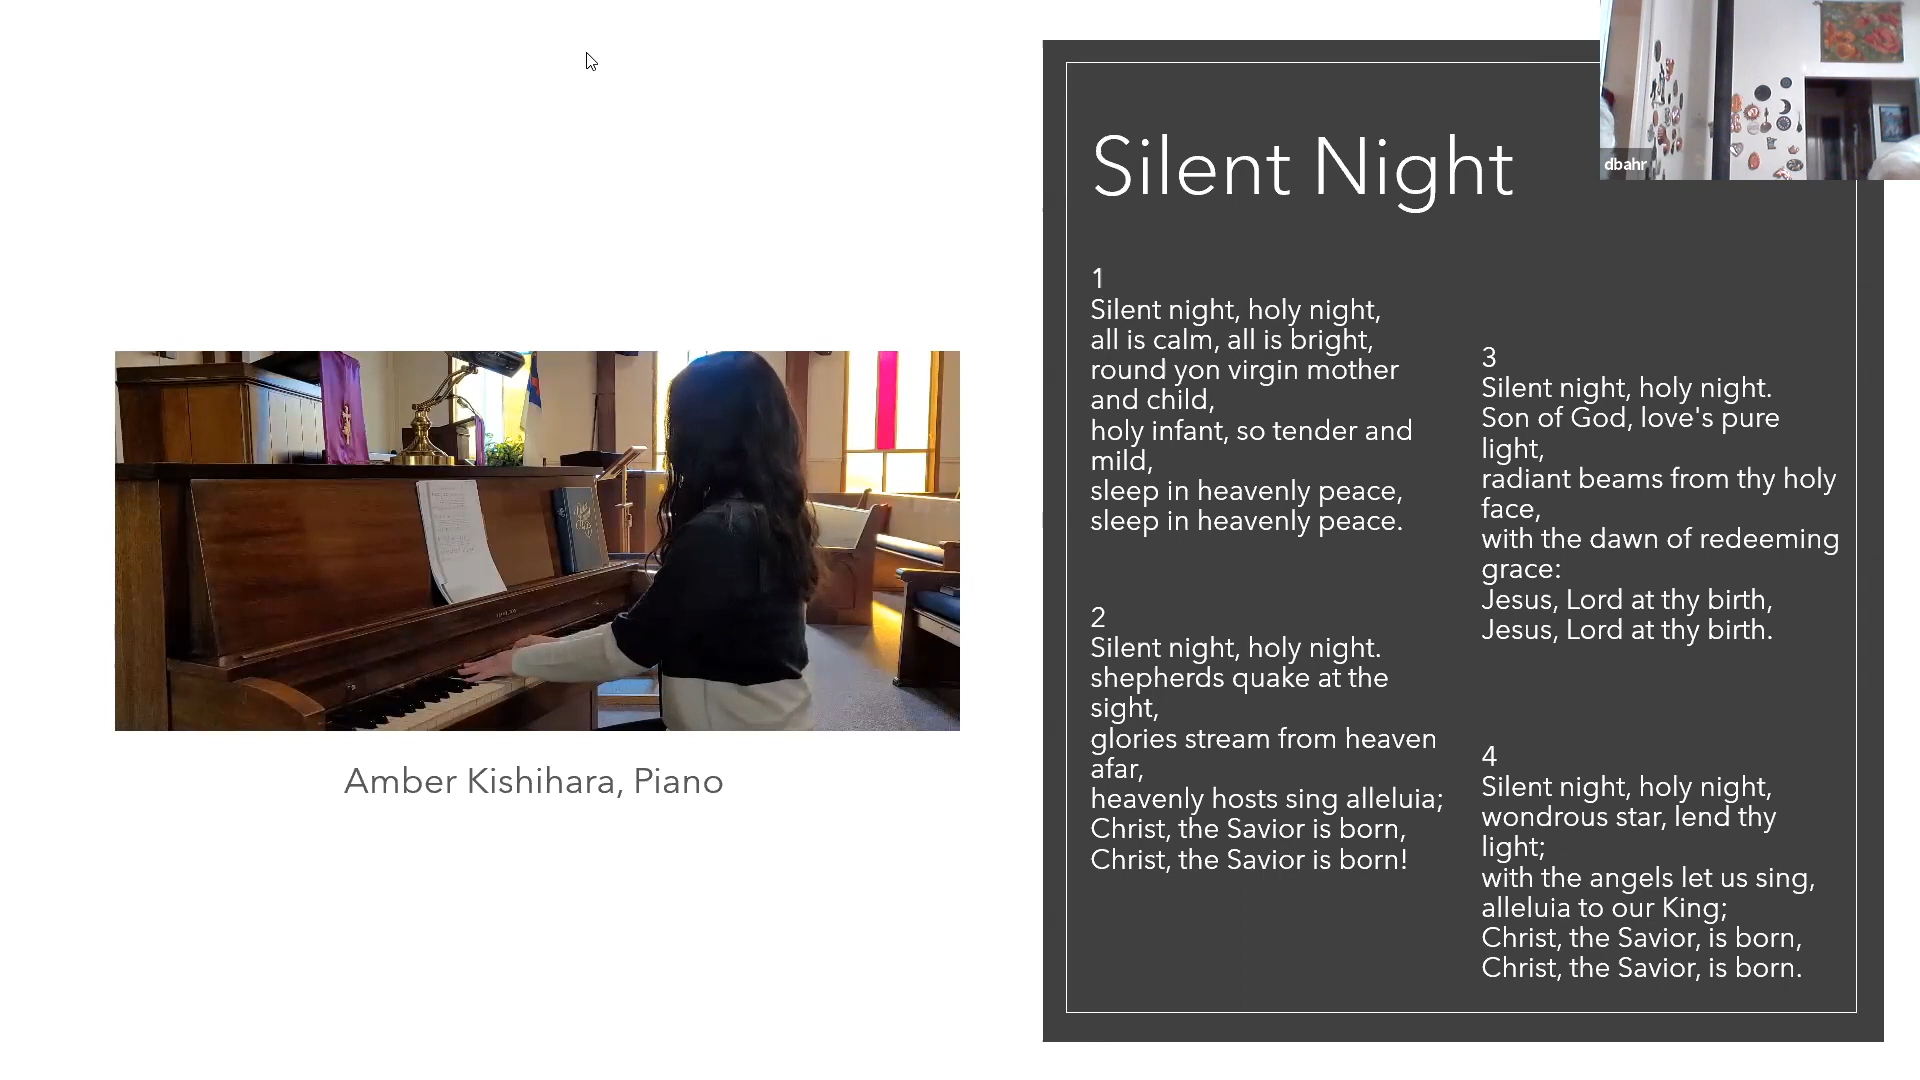 Silent Night
1
Silent night, holy night,
all is calm, all is bright,
round yon virgin mother
and child,
holy infant, so tender and
mild,
sleep in heavenly peace,
sleep in heavenly peace.
2
Silent night, holy night.
shepherds quake at the
sight,
glories stream from heaven
afar,
heavenly hosts sing alleluia;
Christ, the Savior is born,
Christ, the Savior is born!
3
Silent night, holy night.
Son of God, love's pure
light,
radiant beams from thy holy
face,
with the dawn of redeeming
grace:
Jesus, Lord at thy birth,
Jesus, Lord at thy birth.
4
Silent night, holy night,
wondrous star, lend thy
light;
with the angels let us sing,
alleluia to our King;
Christ, the Savior, is born,
Christ, the Savior, is born.
Amber Kishihara, Piano
dbahr